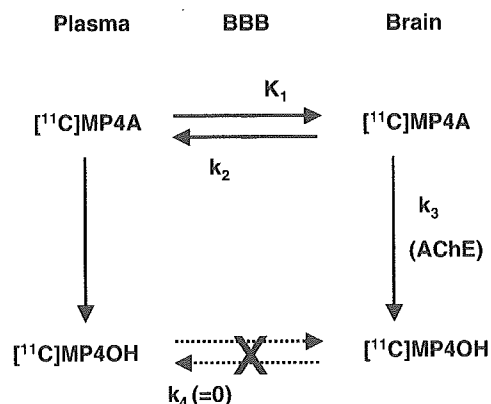 Plasma BBB Brain
K₁
[¹¹C]MP4A [¹¹C]MP4A
k₂
k₃
(AChE)
[¹¹C]MP4OH [¹¹C]MP4OH
k₄(=0)